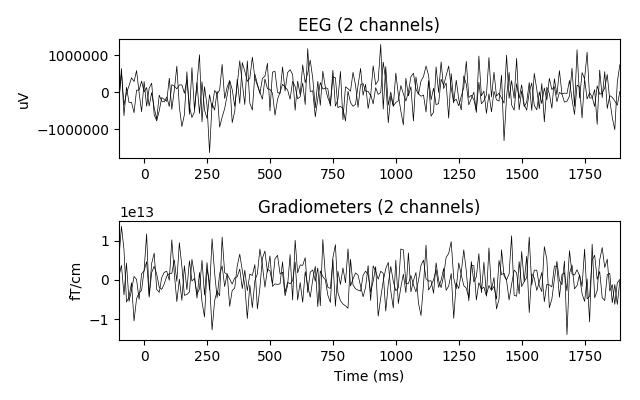 EEG (2 channels)
1000000
0
−1000000
uV
0 250 500 750 1000 1250 1500 1750
1e13
Gradiometers (2 channels)
1
0
−1
fT/cm
0 250 500 750 1000 1250 1500 1750
Time (ms)